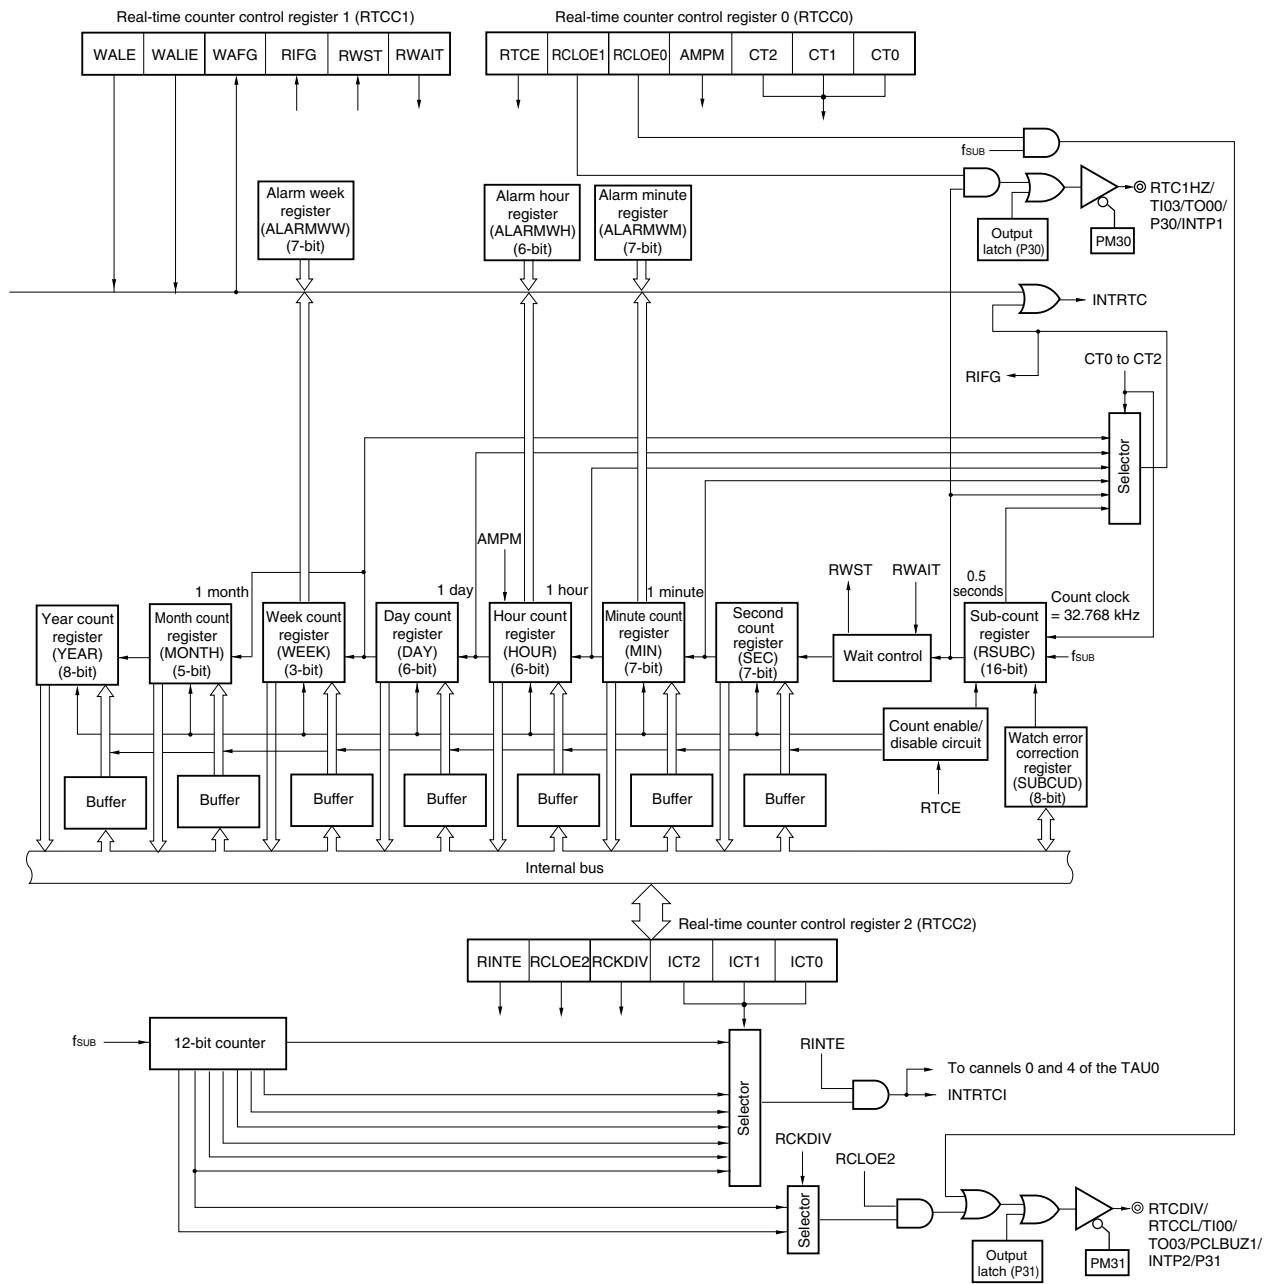 Real-time counter control register 1 (RTCC1)
Real-time counter control register 0 (RTCC0)
WALE WALIE WAFG RIFG RWST RWAIT
RTCE RCLOE1 RCLOE0 AMPM CT2 CT1 CT0
fSUB
RTC1HZ/
TI03/TO00/
P30/INTP1
Output
latch (P30)
PM30
Alarm week
register
(ALARMWW)
(7-bit)
Alarm hour
register
(ALARMWH)
(6-bit)
Alarm minute
register
(ALARMWM)
(7-bit)
INTRTC
RIFG
CT0 to CT2
Selector
AMPM
RWST
RWAIT
0.5
seconds
Count clock
= 32.768 kHz
fSUB
1 month
1 day
1 hour
1 minute
Year count
register
(YEAR)
(8-bit)
Month count
register
(MONTH)
(5-bit)
Week count
register
(WEEK)
(3-bit)
Day count
register
(DAY)
(6-bit)
Hour count
register
(HOUR)
(6-bit)
Minute count
register
(MIN)
(7-bit)
Second
count
register
(SEC)
(7-bit)
Wait control
Sub-count
register
(RSUBC)
(16-bit)
Count enable/
disable circuit
RTCE
Watch error
correction
register
(SUBCUD)
(8-bit)
Buffer
Buffer
Buffer
Buffer
Buffer
Buffer
Buffer
Internal bus
Real-time counter control register 2 (RTCC2)
RINTE RCLOE2 RCKDIV ICT2 ICT1 ICT0
fSUB
12-bit counter
Selector
RINTE
To cannels 0 and 4 of the TAU0
INTRTCI
RCKDIV
RCLOE2
Selector
Output
latch (P31)
PM31
RTCDIV/
RTCCL/TI00/
TO03/PCLBUZ1/
INTP2/P31